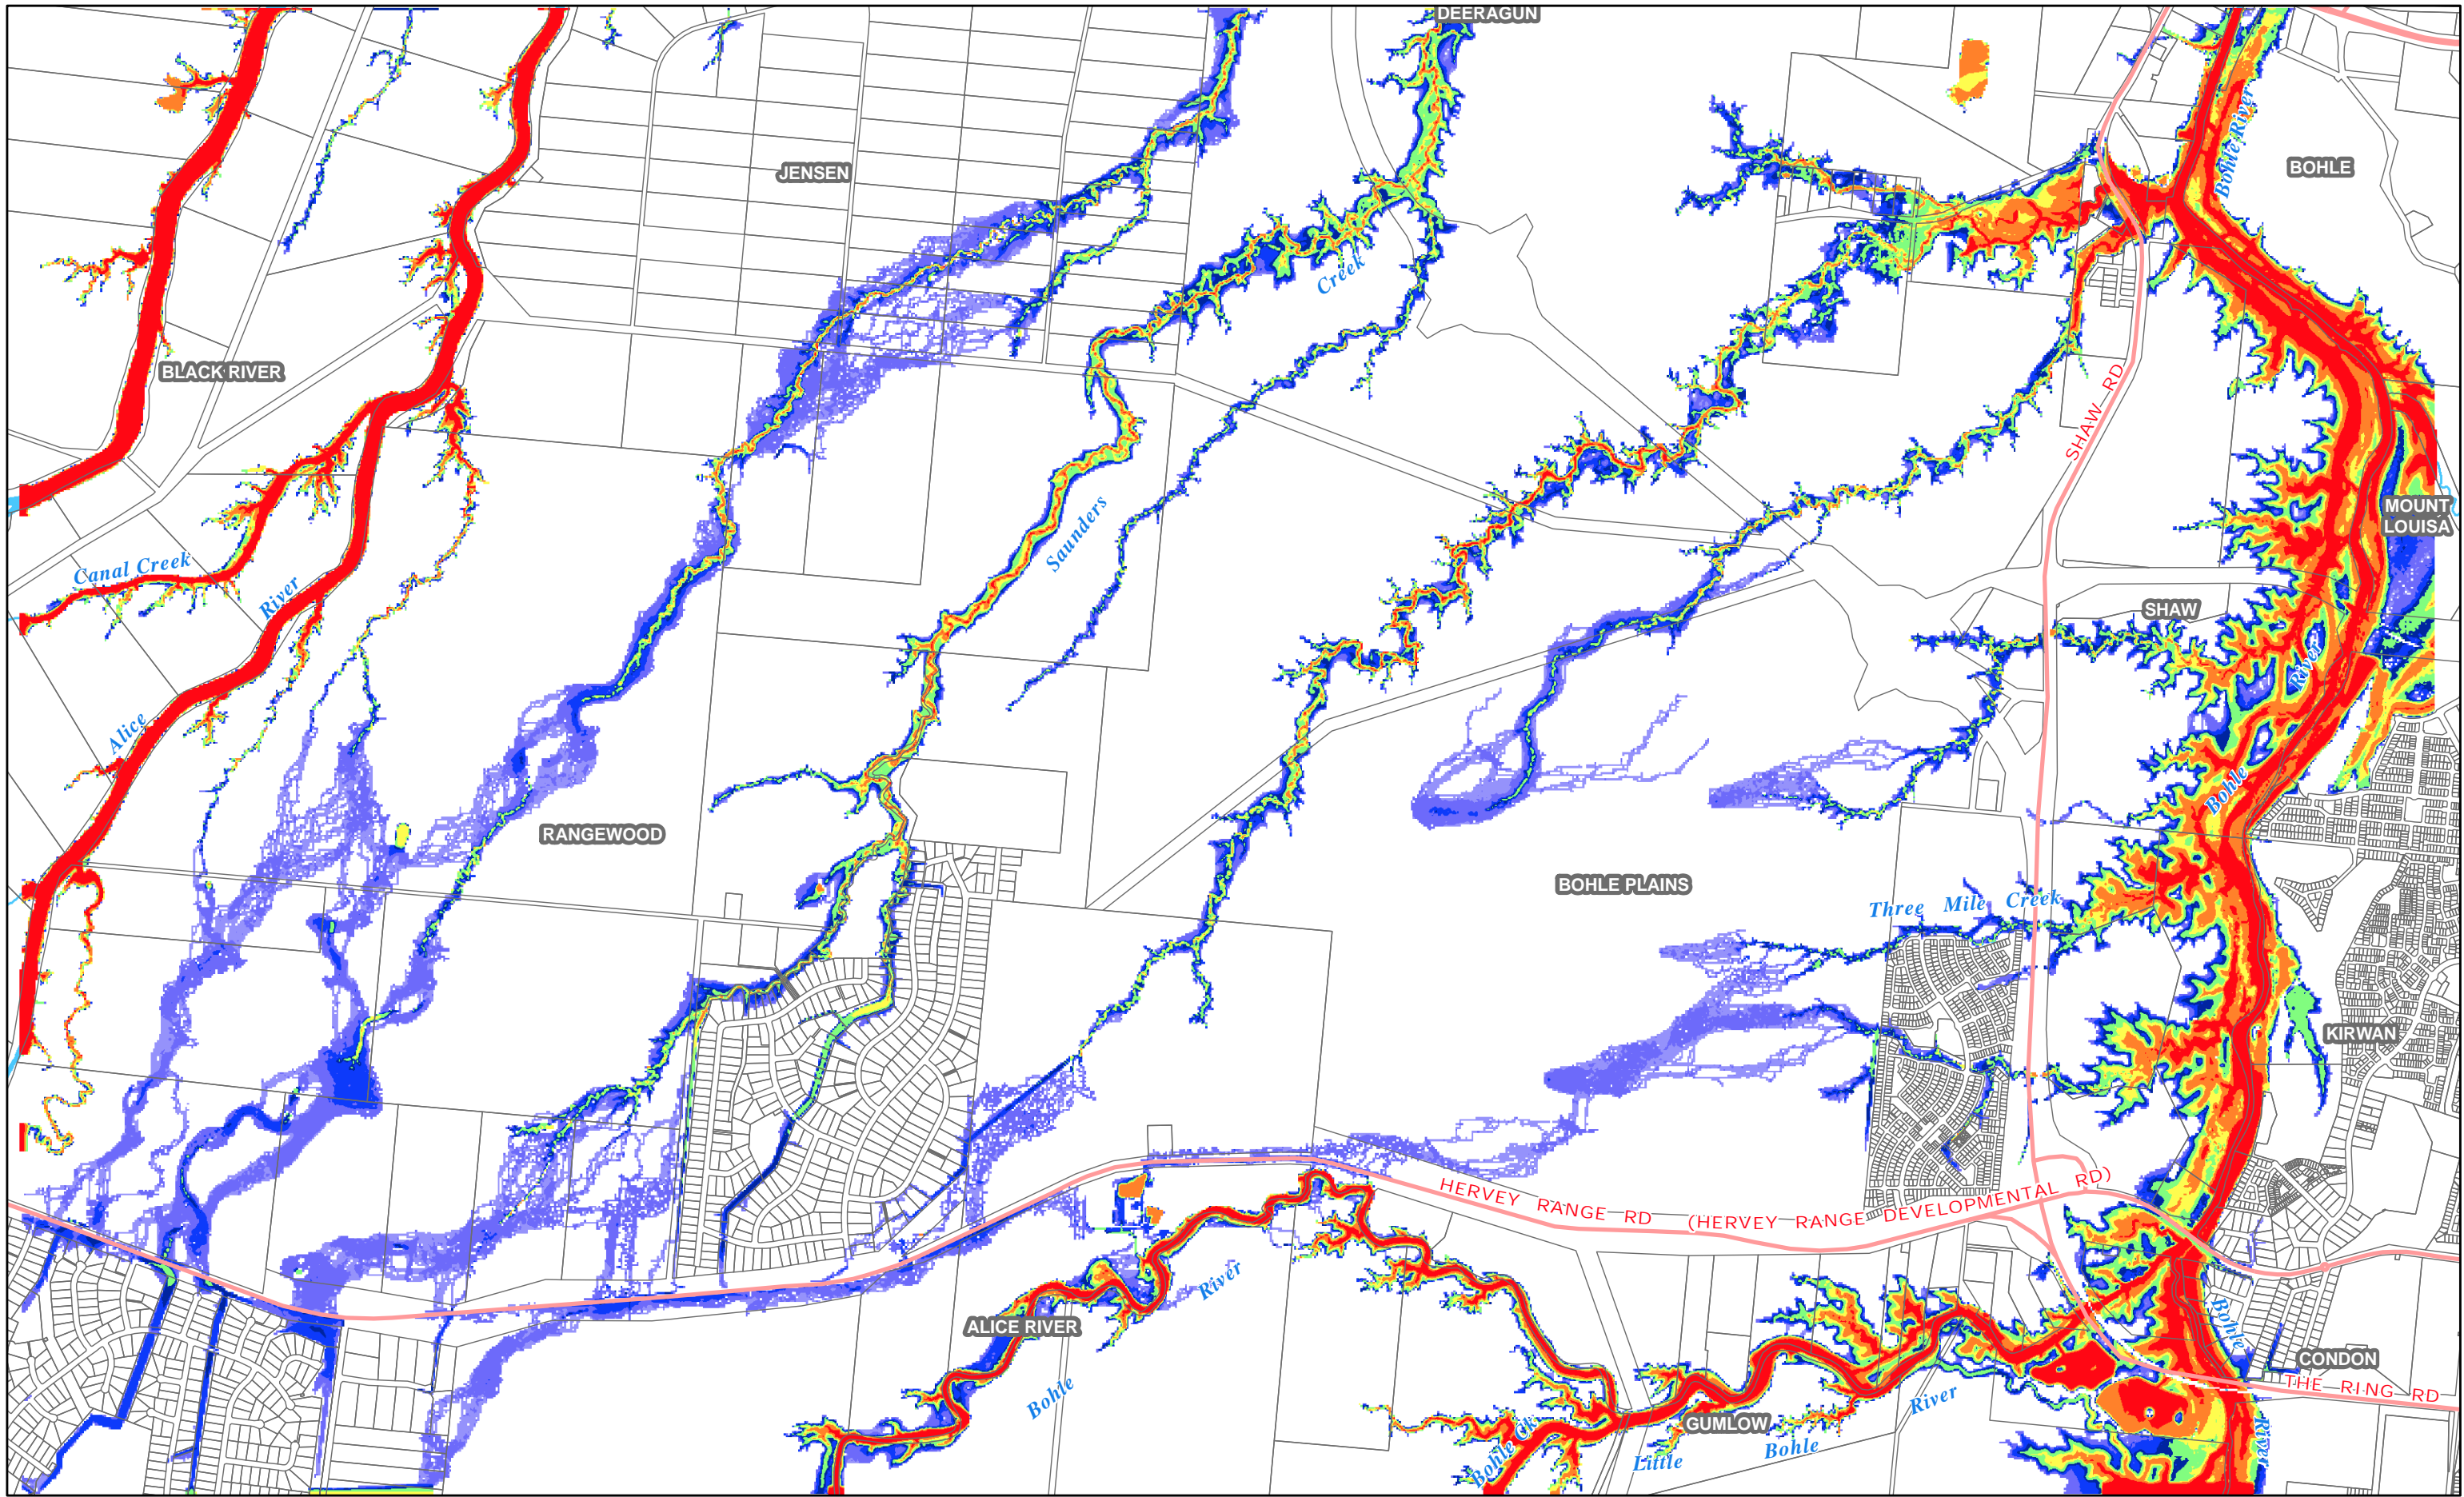 DEERAGUN
Bohle River
BOHLE
JENSEN
Creek
BLACK RIVER
SHAW RD
MOUNT
LOUISA
Saunders
Canal Creek
River
SHAW
River
Alice
Bohle
RANGEWOOD
BOHLE PLAINS
Three Mile Creek
KIRWAN
HERVEY RANGE RD (HERVEY RANGE DEVELOPMENTAL RD)
River
ALICE RIVER
Bohle
CONDON
THE RING RD
Bohle
River
GUMLOW
Bohle Ck
Little
Bohle
River